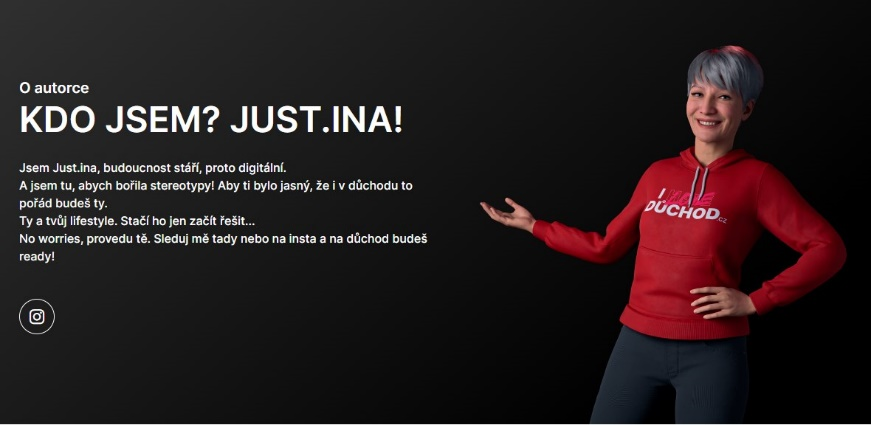 O autorce
KDO JSEM? JUST.INA!
Jsem Just.ina, budoucnost stáří, proto digitální.
A jsem tu, abych bořila stereotypy! Aby ti bylo jasný, že i v důchodu to
pořád budeš ty.
Ty a tvůj lifestyle. Stačí ho jen začít řešit...
No worries, provedu tě. Sleduj mě tady nebo na insta a na důchod budeš
ready!
I
DŮCHOD.CZ